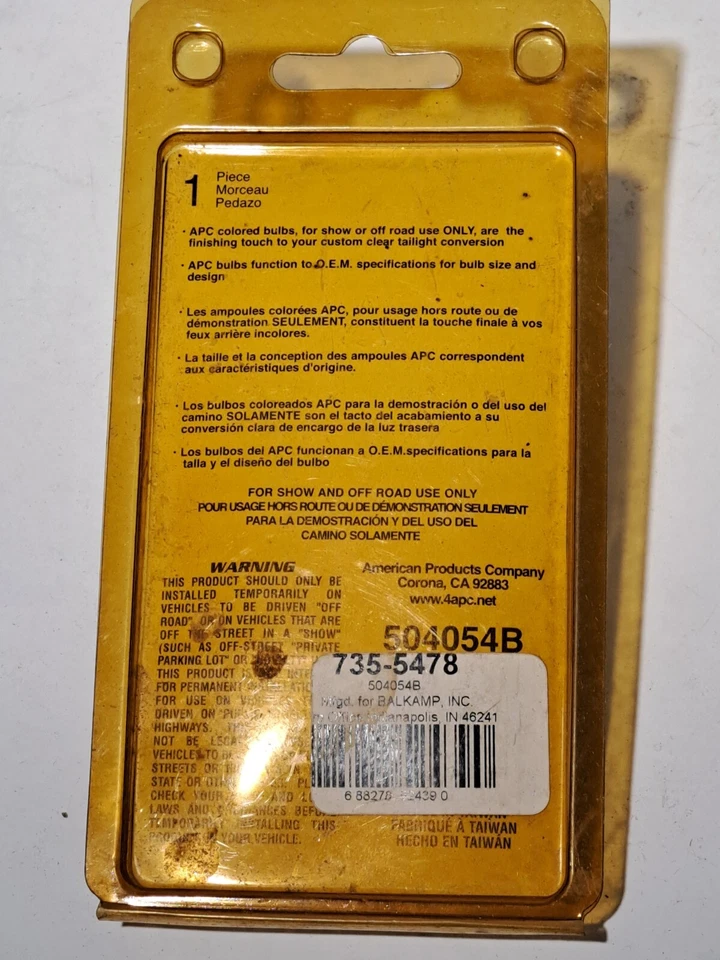 1 Piece
Morceau
Pedazo
· APC colored bulbs, for show or off road use ONLY, are the
finishing touch to your custom clear tailight conversion
· APC bulbs function to O.E.M. specifications for bulb size and
design
· Les ampoules colorées APC, pour usage hors route ou de
démonstration SEULEMENT, constituent la touche finale à vos
feux arrière incolores.
· La taille et la conception des ampoules APC correspondent
aux caractéristiques d'origine.
· Los bulbos coloreados APC para la demostración o del uso del
camino SOLAMENTE son el tacto del acabamiento a su
conversión clara de encargo de la luz trasera
· Los bulbos del APC funcionan a O.E.M.specifications para la
talla y el diseño del bulbo
FOR SHOW AND OFF ROAD USE ONLY
POUR USAGE HORS ROUTE OU DE DÉMONSTRATION SEULEMENT
PARA LA DEMOSTRACIÓN Y DEL USO DEL
CAMINO SOLAMENTE
WARNING
THIS PRODUCT SHOULD ONLY BE
INSTALLED TEMPORARILY ON
VEHICLES TO BE DRIVEN "OFF
ROAD" OR ON VEHICLES THAT ARE
OFF THE STREET IN A "SHOW"
(SUCH AS OFF-STREET "PRIVATE
PARKING LOT" OR
THIS PRODUCT IS
FOR PERMANENT
FOR USE ON
DRIVEN ON
HIGHWAYS.
NOT BE
VEHICLES TO
STREETS OR
STATE OR
CHECK YOUR AND
LAWS AND
INSTALLING THIS
YOUR VEHICLE.
American Products Company
Corona, CA 92883
www.4apc.net
504054B
735-5478
504054B
Mfgd. for BALKAMP, INC.
IN 46241
6 88278
FABRIQUÉ À TAIWAN
HECHO EN TAIWÁN